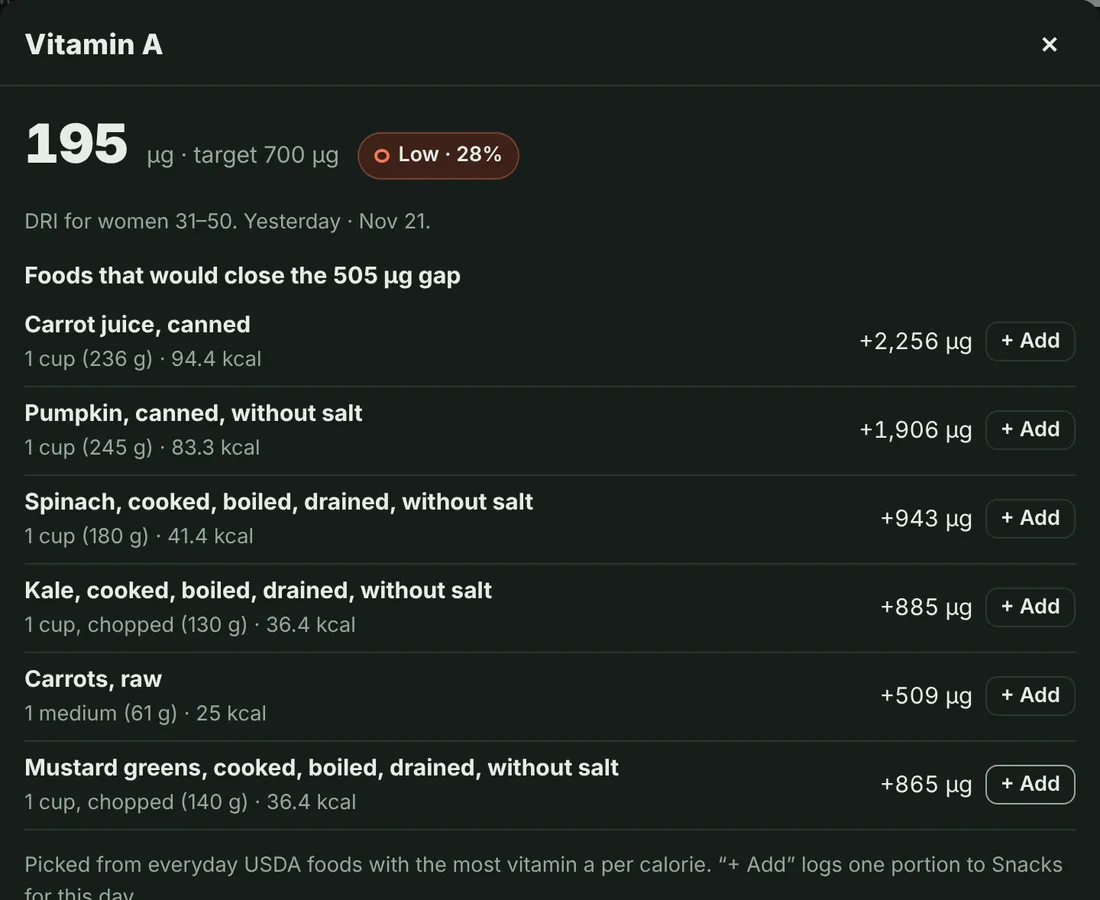 Vitamin A
×
195 µg · target 700 µg Low · 28%
DRI for women 31–50. Yesterday · Nov 21.
Foods that would close the 505 µg gap
Carrot juice, canned
1 cup (236 g) · 94.4 kcal
+2,256 µg + Add
Pumpkin, canned, without salt
1 cup (245 g) · 83.3 kcal
+1,906 µg + Add
Spinach, cooked, boiled, drained, without salt
1 cup (180 g) · 41.4 kcal
+943 µg + Add
Kale, cooked, boiled, drained, without salt
1 cup, chopped (130 g) · 36.4 kcal
+885 µg + Add
Carrots, raw
1 medium (61 g) · 25 kcal
+509 µg + Add
Mustard greens, cooked, boiled, drained, without salt
1 cup, chopped (140 g) · 36.4 kcal
+865 µg + Add
Picked from everyday USDA foods with the most vitamin a per calorie. “+ Add” logs one portion to Snacks
for this day